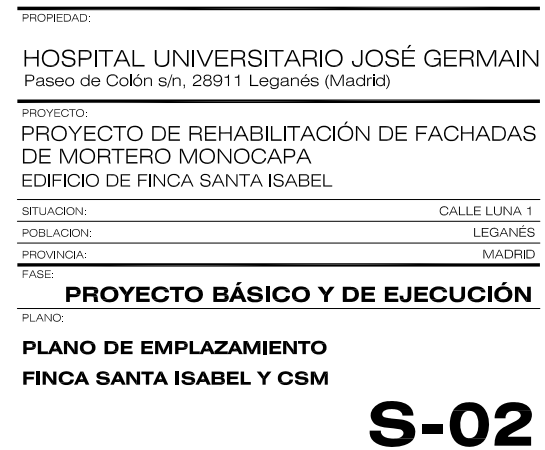 PROPIEDAD:
HOSPITAL UNIVERSITARIO JOSÉ GERMAIN
Paseo de Colón s/n, 28911 Leganés (Madrid)
PROYECTO:
PROYECTO DE REHABILITACIÓN DE FACHADAS
DE MORTERO MONOCAPA
EDIFICIO DE FINCA SANTA ISABEL
SITUACION: CALLE LUNA 1
POBLACION: LEGANÉS
PROVINCIA: MADRID
FASE:
PROYECTO BÁSICO Y DE EJECUCIÓN
PLANO:
PLANO DE EMPLAZAMIENTO
FINCA SANTA ISABEL Y CSM
S-02